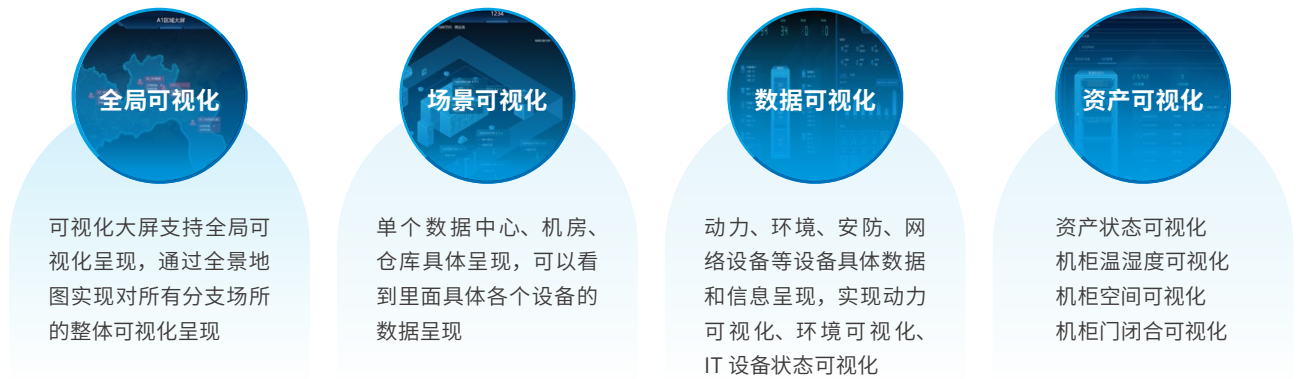 A1区域大屏
全局可视化
可视化大屏支持全局可
视化呈现，通过全景地
图实现对所有分支场所
的整体可视化呈现
1234
场景可视化
单个数据中心、机房、
仓库具体呈现，可以看
到里面具体各个设备的
数据呈现
数据可视化
动力、环境、安防、网
络设备等设备具体数据
和信息呈现，实现动力
可视化、环境可视化、
IT 设备状态可视化
资产可视化
资产状态可视化
机柜温湿度可视化
机柜空间可视化
机柜门闭合可视化